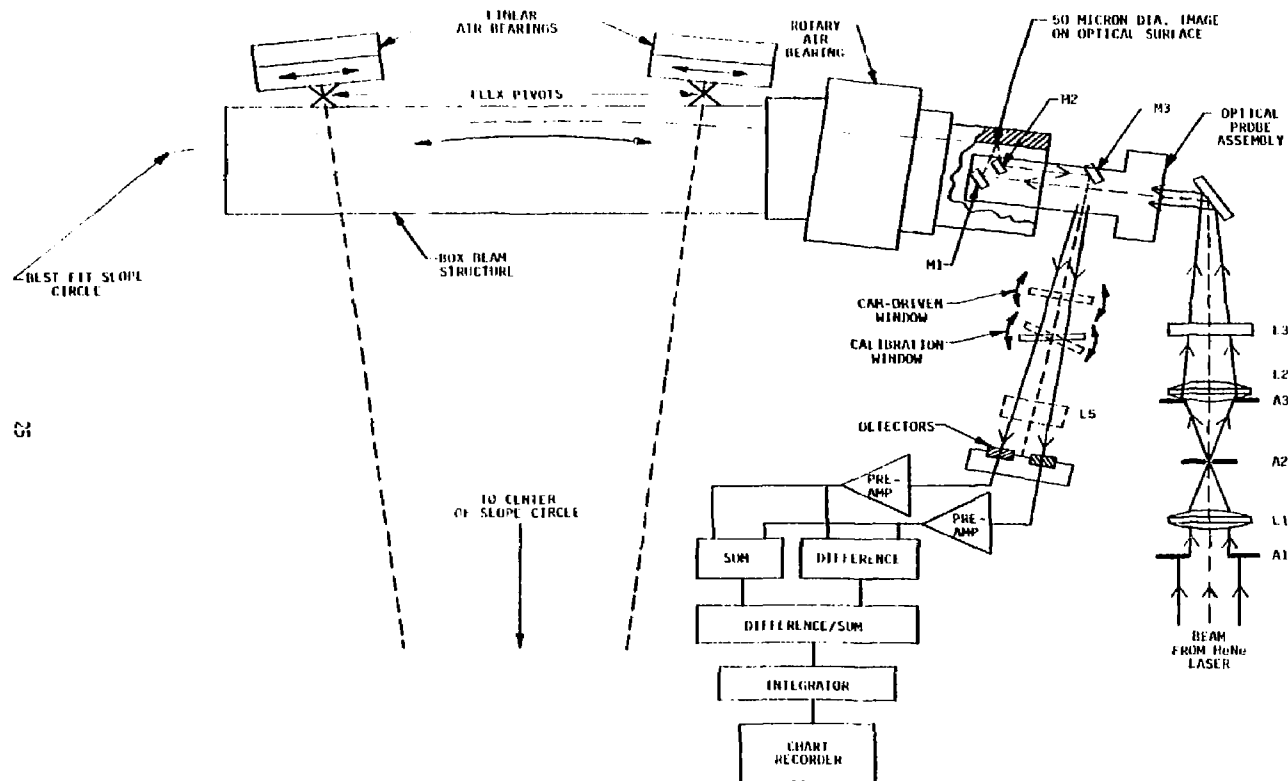 LINEAR
AIR BEARINGS
ROTARY
AIR
BEARING
50 MICRON DIA. IMAGE
ON OPTICAL SURFACE
FLEX PIVOTS
M2
M3
OPTICAL
PROBE
ASSEMBLY
BEST FIT SLOPE
CIRCLE
BOX BEAM
STRUCTURE
M1
CAM-DRIVEN
WINDOW
CALIBRATION
WINDOW
L3
L2
A3
L5
DETECTORS
A2
PRE-
AMP
PRE-
AMP
L1
A1
TO CENTER
OF SLOPE CIRCLE
SUM
DIFFERENCE
DIFFERENCE/SUM
BEAM
FROM HeNe
LASER
INTEGRATOR
CHART
RECORDER